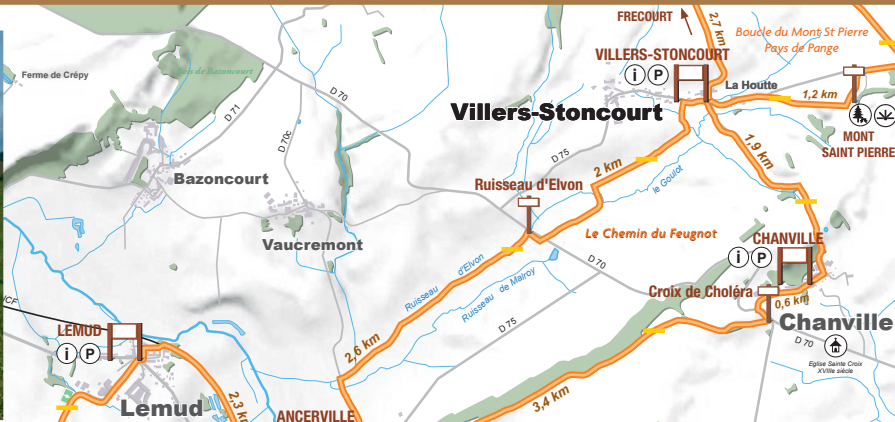 FRECOURT
2,7 km
Boucle du Mont St Pierre
Pays de Pange
VILLERS-STONCOURT
i P
La Houtte
1,2 km
Ferme de Crépy
Bois de Bazoncourt
D 71
D 70
D 70c
Villers-Stoncourt
MONT
SAINT PIERRE
D 75
2 km
1,9 km
Bazoncourt
Ruisseau d'Elvon
le Goulot
Vaucremont
Le Chemin du Feugnot
CHANVILLE
i P
Ruisseau d'Elvon
Ruisseau de Malroy
D 70
Croix de Choléra
0,6 km
NCF
LEMUD
i P
D 75
Chanville
2,6 km
D 70
Eglise Sainte Croix
XVIIIe siècle
2,3 km
3,4 km
Lemud
ANCERVILLE